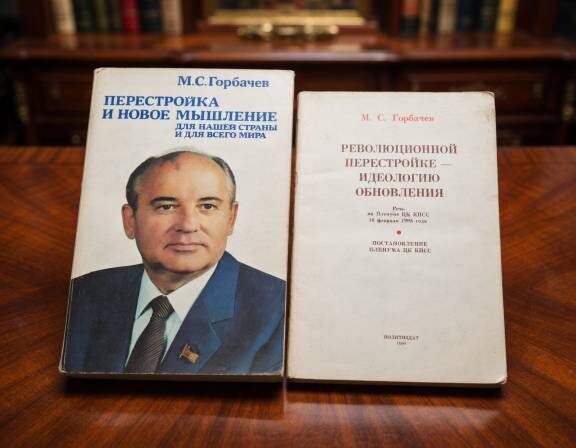 М.С.Горбачев
ПЕРЕСТРОЙКА
И НОВОЕ МЫШЛЕНИЕ
ДЛЯ НАШЕЙ СТРАНЫ
И ДЛЯ ВСЕГО МИРА
М. С. Горбачев
РЕВОЛЮЦИОННОЙ
ПЕРЕСТРОЙКЕ —
ИДЕОЛОГИЮ
ОБНОВЛЕНИЯ
Речь
на Пленуме ЦК КПСС
18 февраля года
ПОСТАНОВЛЕНИЕ
ПЛЕНУМА ЦК КПСС
ПОЛИТИЗДАТ